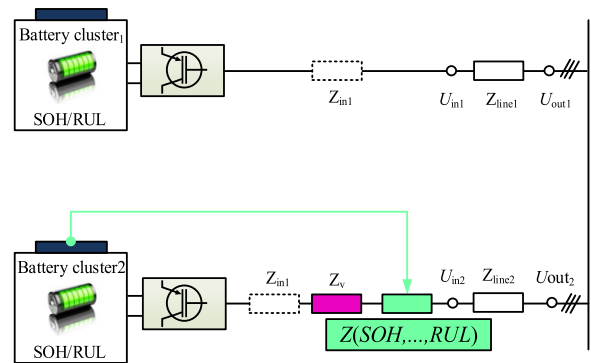 Battery cluster₁
SOH/RUL
Zin1
Uin1
Zline1
Uout1
Battery cluster2
SOH/RUL
Zin1
Zv
Uin2
Zline2
Uout₂
Z(SOH,...,RUL)